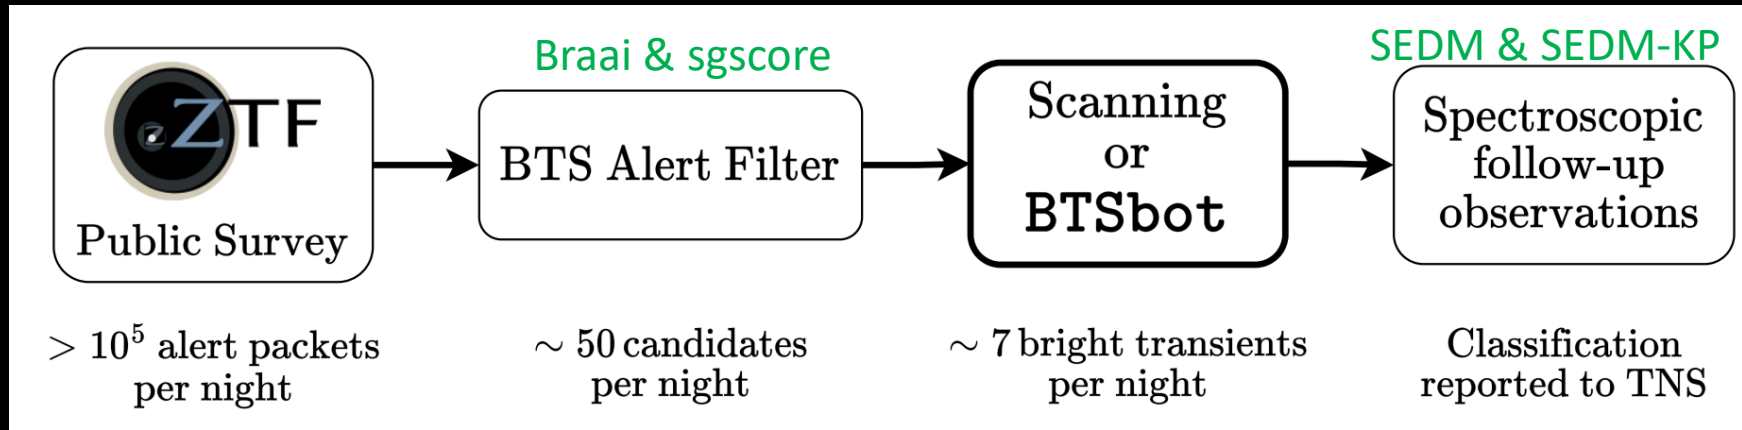 Braai & sgscore
SEDM & SEDM-KP
z ZTF
Public Survey
BTS Alert Filter
Scanning
or
BTSbot
Spectroscopic
follow-up
observations
> 10⁵ alert packets
per night
~ 50 candidates
per night
~ 7 bright transients
per night
Classification
reported to TNS